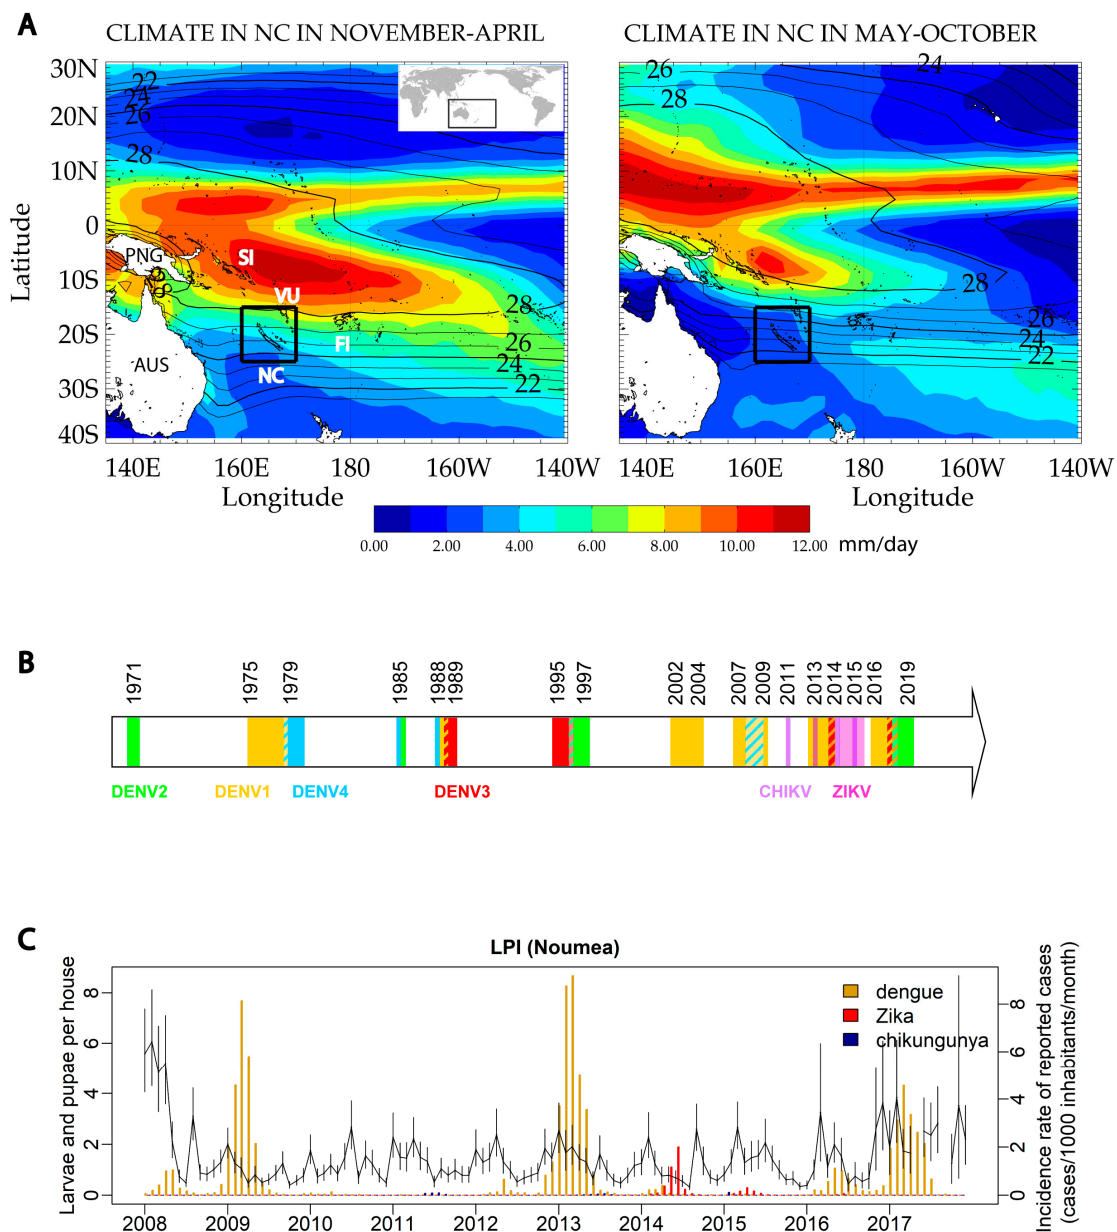 A
CLIMATE IN NC IN NOVEMBER-APRIL
CLIMATE IN NC IN MAY-OCTOBER
30N
20N
10N
0
10S
20S
30S
40S
Latitude
22
24
26
28
PNG
SI
VU
FI
NC
AUS
28
26
24
22
26
28
24
28
26
24
22
140E
160E
180
160W
140W
140E
160E
180
160W
140W
Longitude
Longitude
0.00
2.00
4.00
6.00
8.00
10.00
12.00
mm/day
B
1971
1975
1979
1985
1988
1989
1995
1997
2002
2004
2007
2009
2011
2013
2014
2015
2016
2019
DENV2
DENV1
DENV4
DENV3
CHIKV
ZIKV
C
LPI (Noumea)
Larvae and pupae per house
8
6
4
2
0
dengue
Zika
chikungunya
8
6
4
2
0
Incidence rate of reported cases
(cases/1000 inhabitants/month)
2008
2009
2010
2011
2012
2013
2014
2015
2016
2017